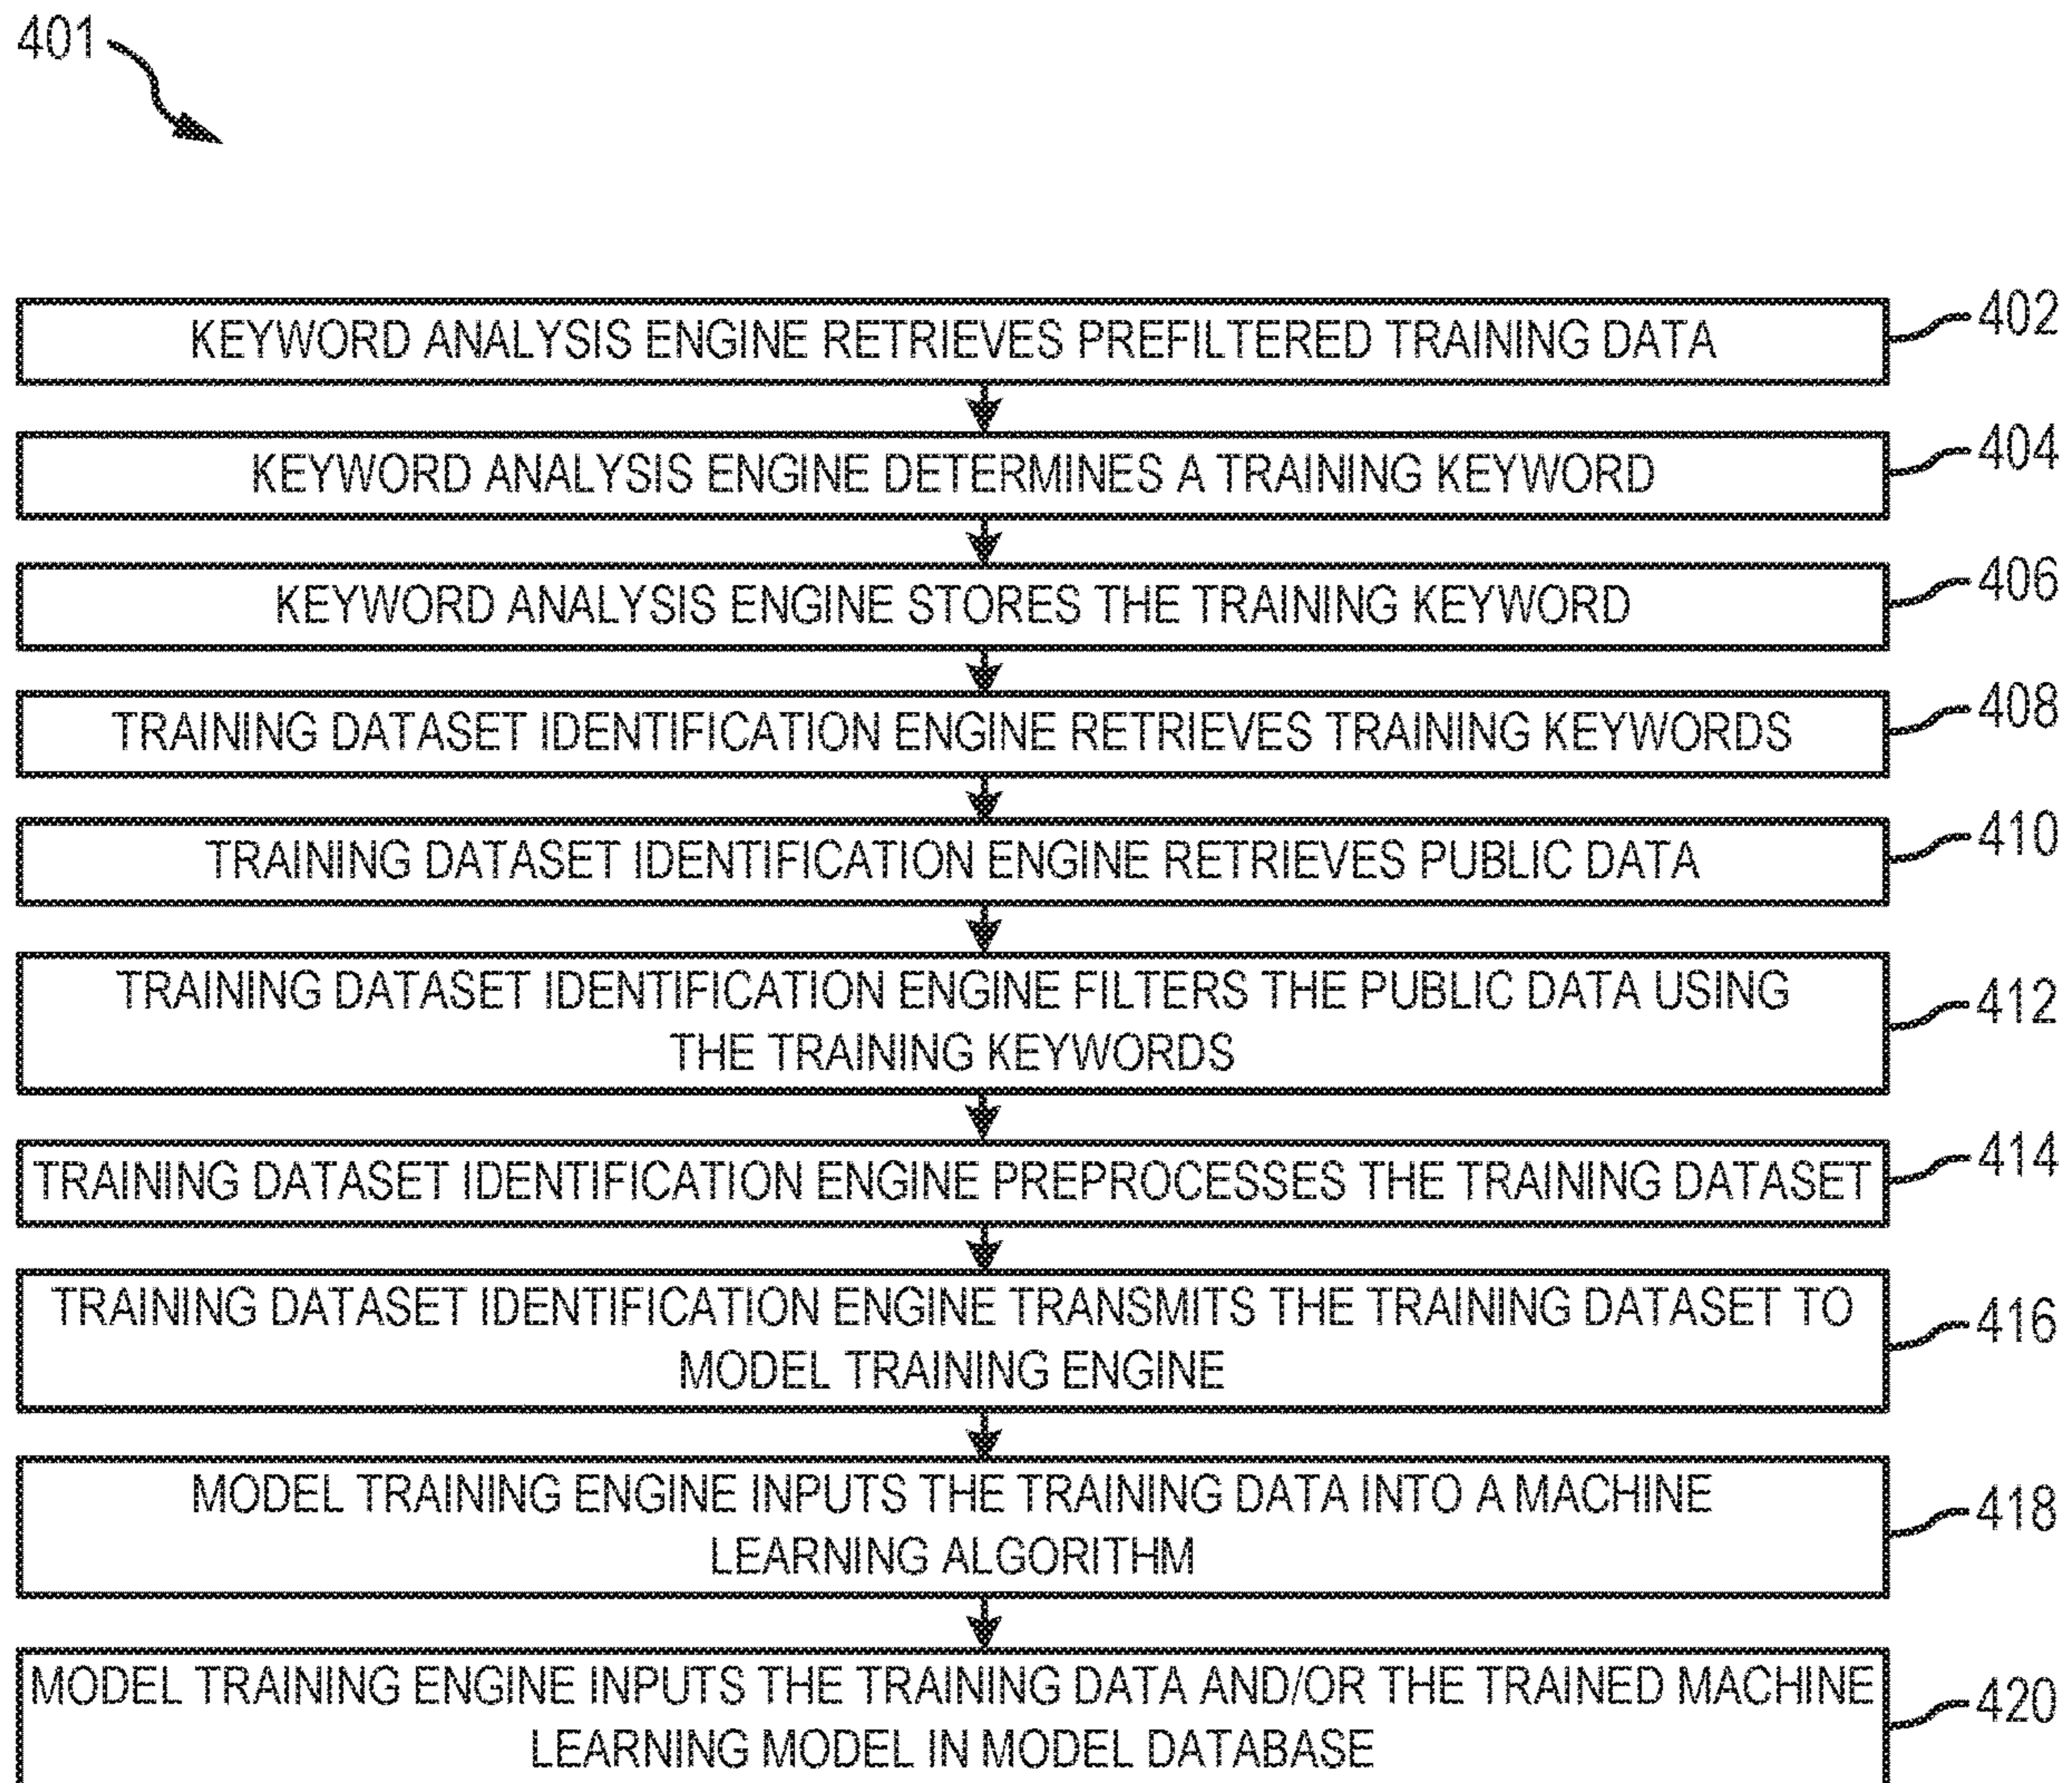 401
KEYWORD ANALYSIS ENGINE RETRIEVES PREFILTERED TRAINING DATA
402
KEYWORD ANALYSIS ENGINE DETERMINES A TRAINING KEYWORD
404
KEYWORD ANALYSIS ENGINE STORES THE TRAINING KEYWORD
406
TRAINING DATASET IDENTIFICATION ENGINE RETRIEVES TRAINING KEYWORDS
408
TRAINING DATASET IDENTIFICATION ENGINE RETRIEVES PUBLIC DATA
410
TRAINING DATASET IDENTIFICATION ENGINE FILTERS THE PUBLIC DATA USING
THE TRAINING KEYWORDS
412
TRAINING DATASET IDENTIFICATION ENGINE PREPROCESSES THE TRAINING DATASET
414
TRAINING DATASET IDENTIFICATION ENGINE TRANSMITS THE TRAINING DATASET TO
MODEL TRAINING ENGINE
416
MODEL TRAINING ENGINE INPUTS THE TRAINING DATA INTO A MACHINE
LEARNING ALGORITHM
418
MODEL TRAINING ENGINE INPUTS THE TRAINING DATA AND/OR THE TRAINED MACHINE
LEARNING MODEL IN MODEL DATABASE
420